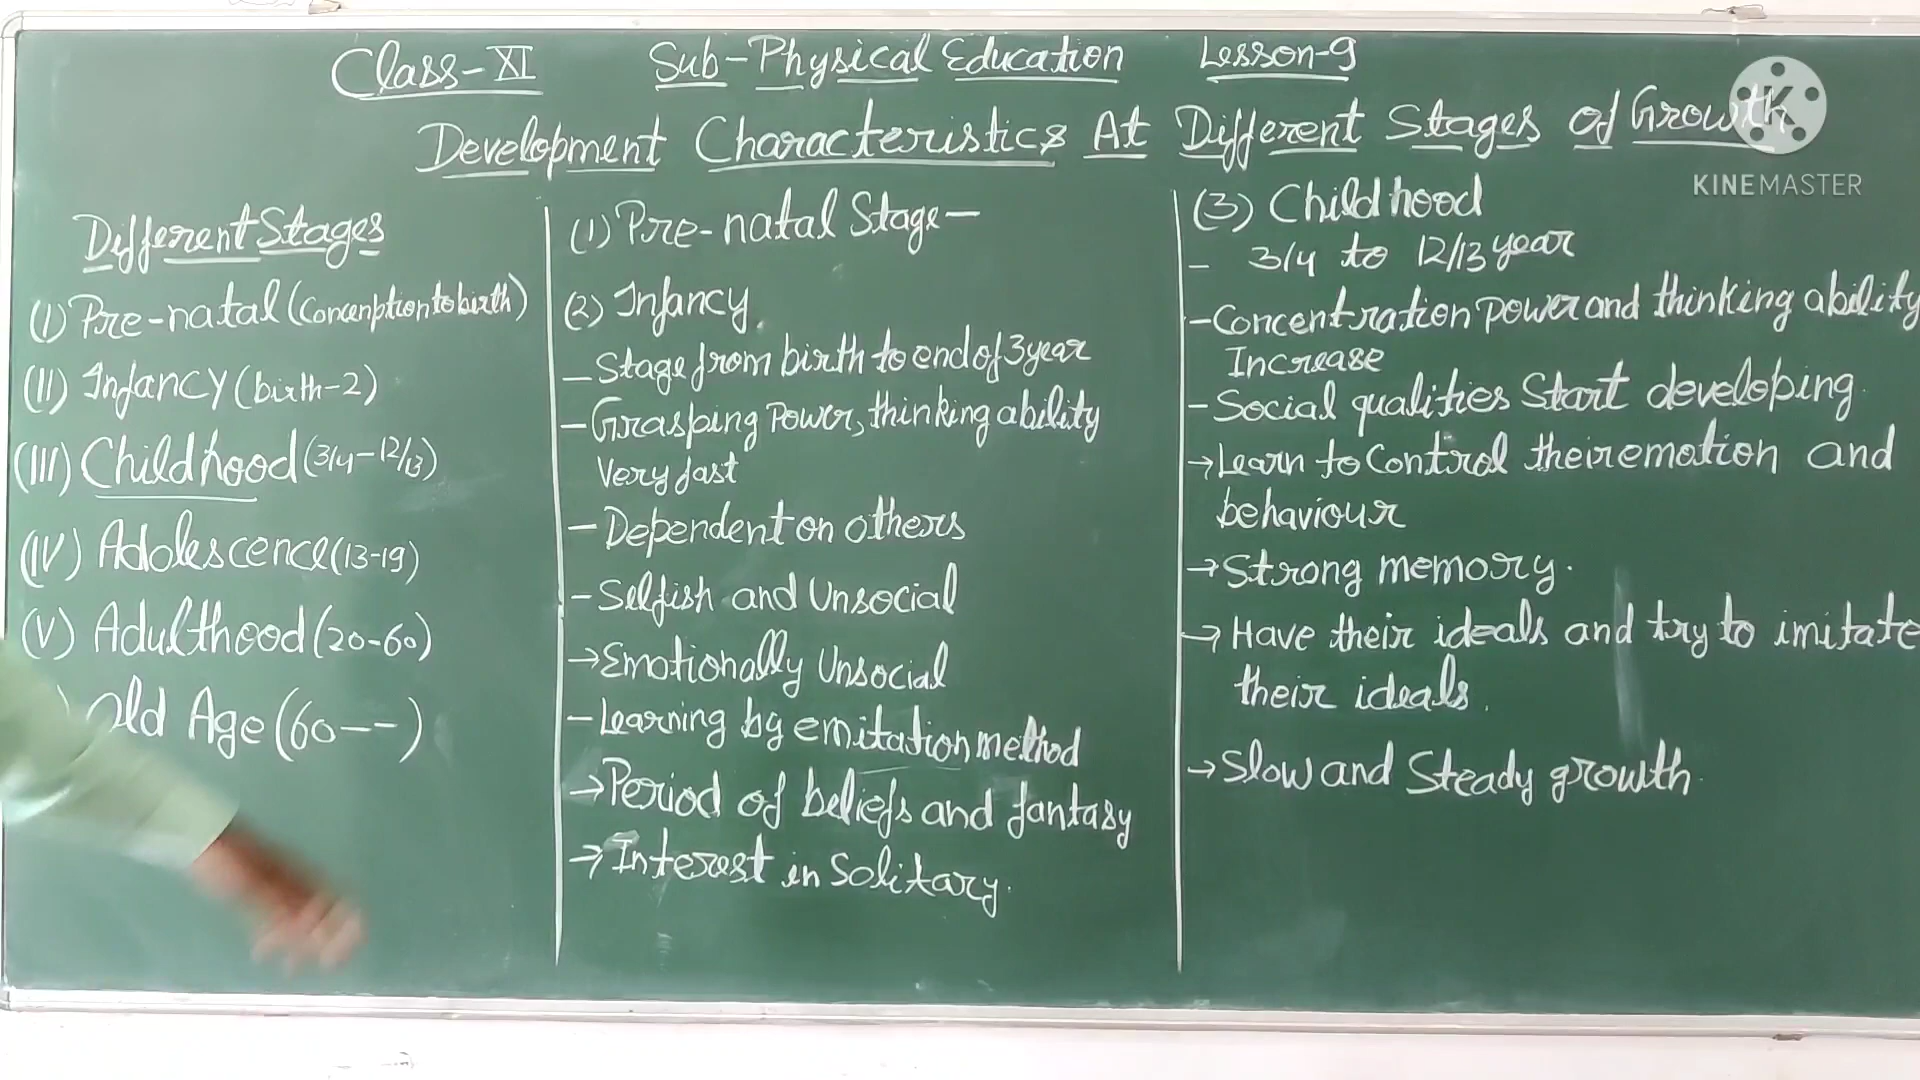 Class-XI Sub-Physical Education Lesson-9
Development Characteristics At Different Stages of Growth
KINEMASTER
Different Stages
(I) Pre-natal (Concenption to birth)
(II) Infancy (birth-2)
(III) Childhood (3/4-12/13)
(IV) Adolescence (13-19)
(V) Adulthood (20-60)
) Old Age (60--)
(1) Pre-natal Stage-
(2) Infancy
- Stage from birth to end of 3 year
- Grasping Power, thinking ability
Very fast
- Dependent on others
- Selfish and Unsocial
→ Emotionally Unsocial
- Learning by emitation method
→ Period of beliefs and fantasy
→ Interest in Solitary.
(3) Childhood
- 3/4 to 12/13 year
- Concentration power and thinking ability
Increase
- Social qualities Start developing
→ Learn to Control their emotion and
behaviour
→ Strong memory.
→ Have their ideals and try to imitate
their ideals.
→ Slow and Steady growth